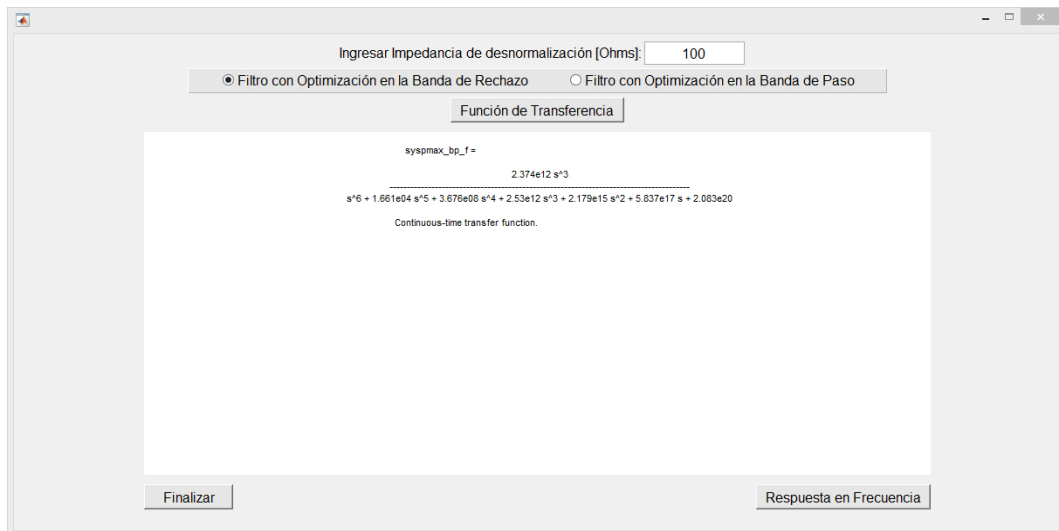 Ingresar Impedancia de desnormalización [Ohms]: 100
Filtro con Optimización en la Banda de Rechazo Filtro con Optimización en la Banda de Paso
Función de Transferencia
syspmax_bp_f =
2.374e12 s^3
----------------------------------------------------------------------------------------
s^6 + 1.661e04 s^5 + 3.676e08 s^4 + 2.53e12 s^3 + 2.179e15 s^2 + 5.837e17 s + 2.083e20
Continuous-time transfer function.
Finalizar Respuesta en Frecuencia